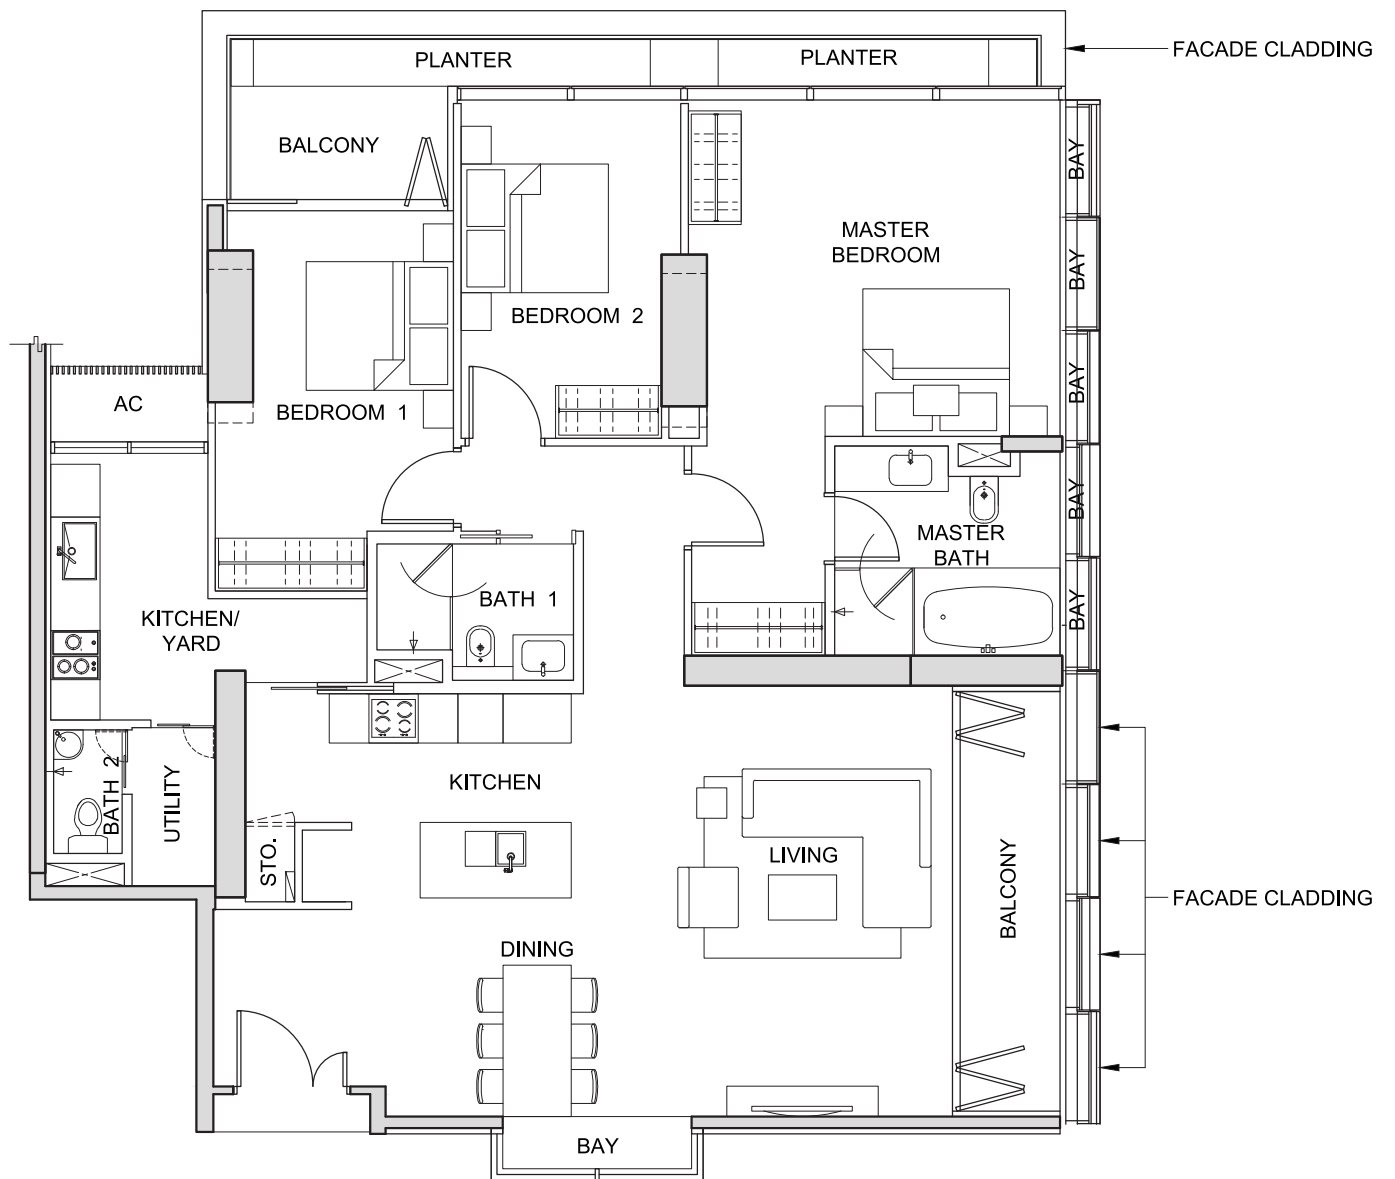 PLANTER
PLANTER
FACADE CLADDING
BALCONY
BAY
MASTER
BEDROOM
BAY
BEDROOM 2
BAY
AC
BEDROOM 1
BAY
MASTER
BATH
BATH 1
BAY
KITCHEN/
YARD
KITCHEN
BATH 2
UTILITY
STO.
LIVING
BALCONY
FACADE CLADDING
DINING
BAY